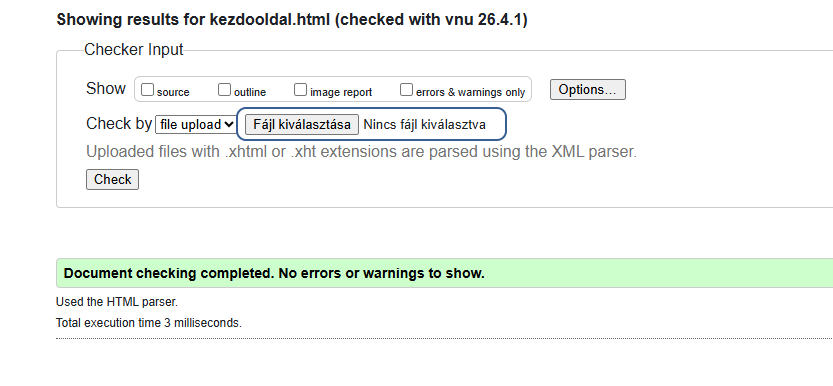 Showing results for kezdooldal.html (checked with vnu 26.4.1)
Checker Input
Show source outline image report errors & warnings only Options...
Check by file upload Fájl kiválasztása Nincs fájl kiválasztva
Uploaded files with .xhtml or .xht extensions are parsed using the XML parser.
Check
Document checking completed. No errors or warnings to show.
Used the HTML parser.
Total execution time 3 milliseconds.